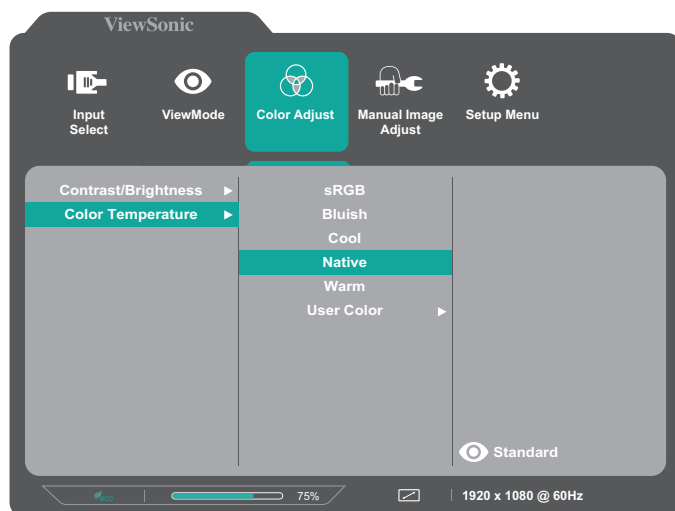 ViewSonic
Input
Select
ViewMode
Color Adjust
Manual Image
Adjust
Setup Menu
Contrast/Brightness
Color Temperature
sRGB
Bluish
Cool
Native
Warm
User Color
Standard
eco
75%
1920 x 1080 @ 60Hz